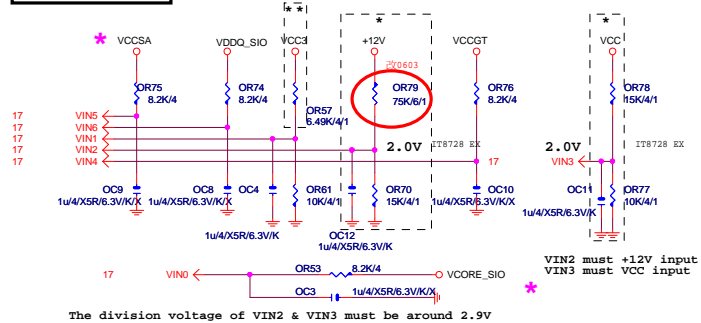 * *
*
*
*
VCCSA
VDDQ_SIO
VCC3
+12V
VCCGT
VCC
0603
OR75
8.2K/4
OR74
8.2K/4
OR57
6.49K/4/1
OR79
75K/6/1
OR76
8.2K/4
OR78
15K/4/1
17 VIN5
17 VIN6
17 VIN1
17 VIN2
17 VIN4
2.0V
IT8728 EX
17
2.0V
IT8728 EX
VIN3
OC9
1u/4/X5R/6.3V/K/X
OC8
1u/4/X5R/6.3V/K/X
OC4
1u/4/X5R/6.3V/K
OR61
10K/4/1
OC12
1u/4/X5R/6.3V/K
OR70
15K/4/1
OC10
1u/4/X5R/6.3V/K/X
OC11
1u/4/X5R/6.3V/K
OR77
10K/4/1
VIN2 must +12V input
VIN3 must VCC input
17 VIN0
OR53
8.2K/4
VCORE_SIO
OC3
1u/4/X5R/6.3V/K/X
*
The division voltage of VIN2 & VIN3 must be around 2.9V